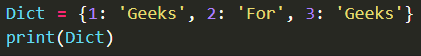 Dict = {1: 'Geeks', 2: 'For', 3: 'Geeks'}
print(Dict)